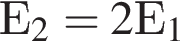 E₂ = 2E₁